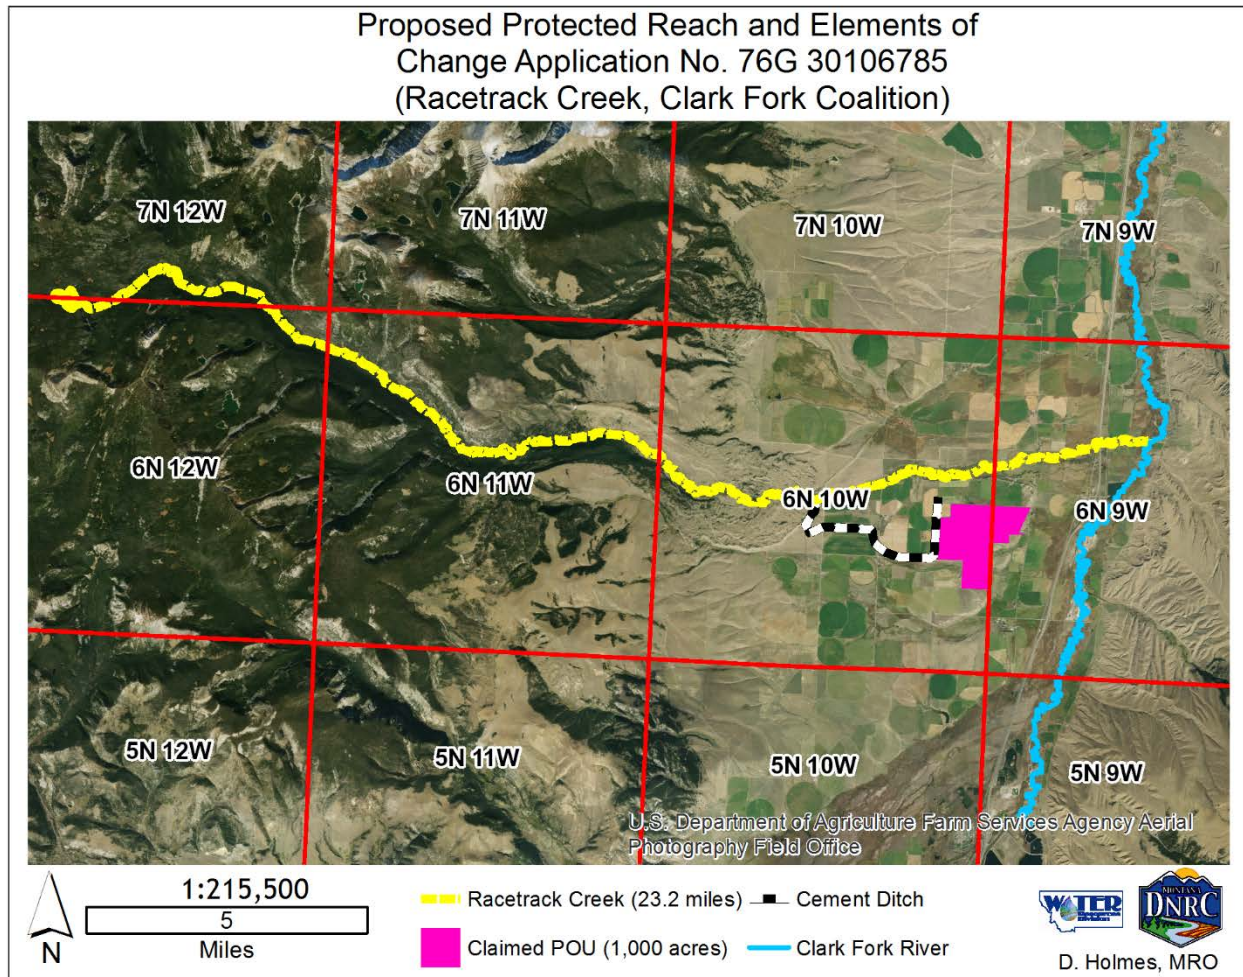 Proposed Protected Reach and Elements of
Change Application No. 76G 30106785
(Racetrack Creek, Clark Fork Coalition)
7N 12W
7N 11W
7N 10W
7N 9W
6N 12W
6N 11W
6N 10W
6N 9W
5N 12W
5N 11W
5N 10W
5N 9W
U.S. Department of Agriculture Farm Services Agency Aerial
Photography Field Office
N
1:215,500
5
Miles
Racetrack Creek (23.2 miles)
Cement Ditch
Claimed POU (1,000 acres)
Clark Fork River
WATER
MONTANA
DNRC
D. Holmes, MRO